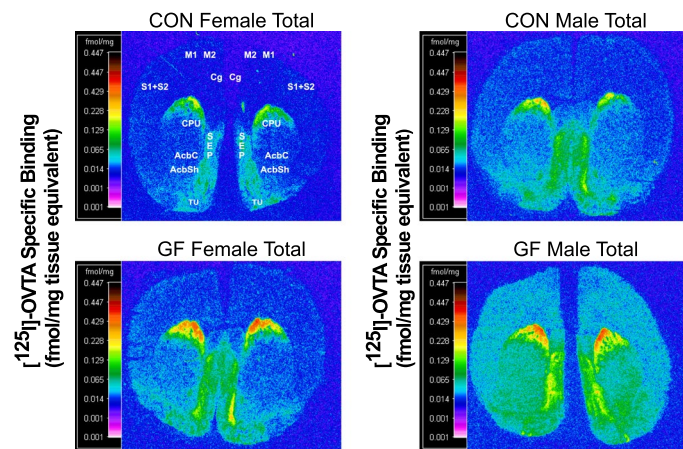 CON Female Total
CON Male Total
[125I]-OVTA Specific Binding
(fmol/mg tissue equivalent)
fmol/mg
0.447
0.447
0.429
0.228
0.129
0.065
0.014
0.001
0.001
M1 M2 M2 M1
Cg Cg
S1+S2 S1+S2
CPU CPU
S E P S E P
AcbC AcbC
AcbSh AcbSh
TU TU
[125I]-OVTA Specific Binding
(fmol/mg tissue equivalent)
fmol/mg
0.447
0.447
0.429
0.228
0.129
0.065
0.014
0.001
0.001
GF Female Total
GF Male Total
fmol/mg
0.447
0.447
0.429
0.228
0.129
0.065
0.014
0.001
0.001
fmol/mg
0.447
0.447
0.429
0.228
0.129
0.065
0.014
0.001
0.001